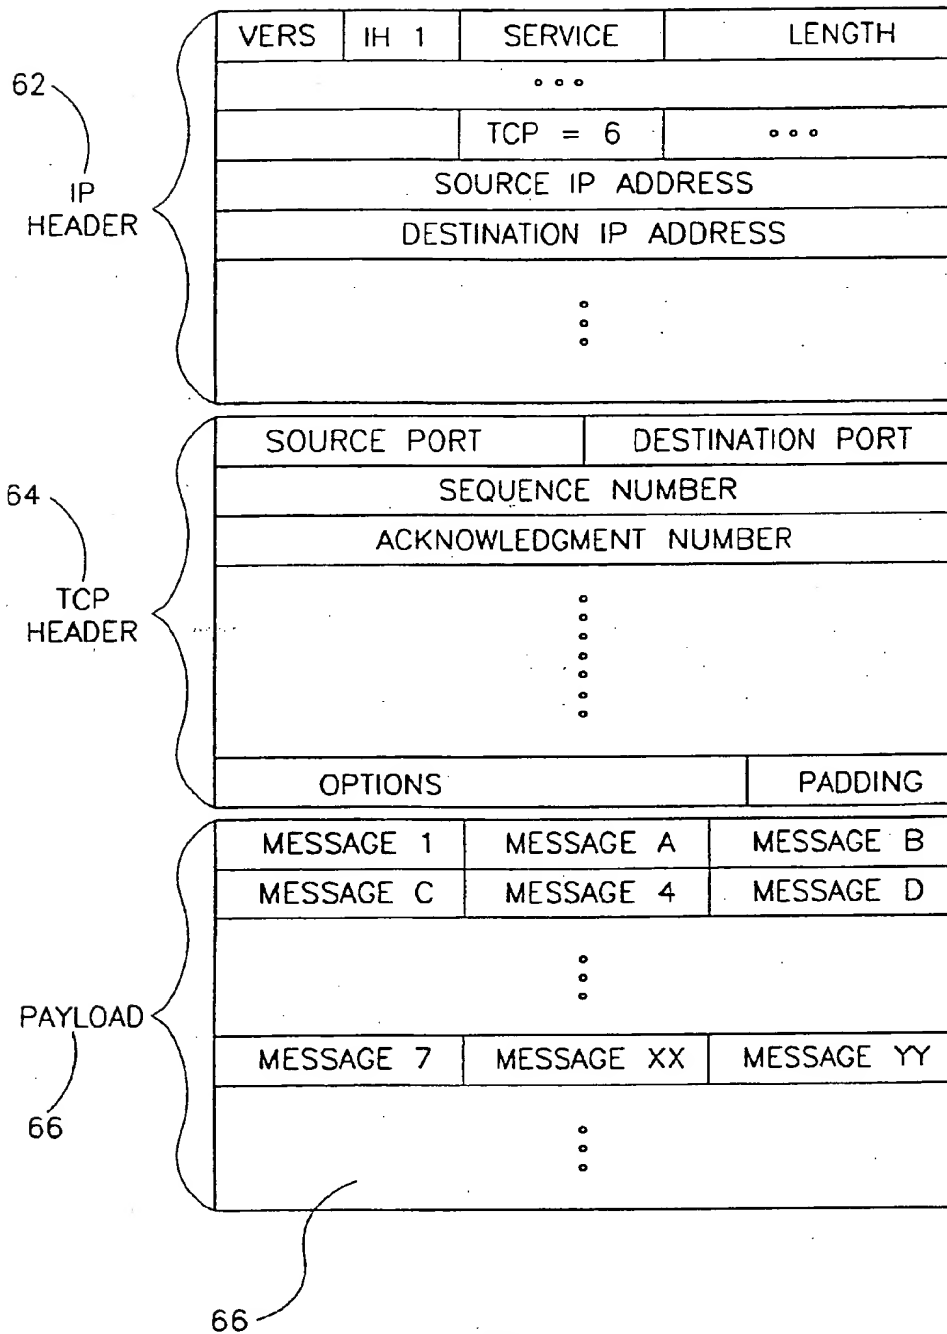 VERS IH 1 SERVICE LENGTH
62
TCP = 6
IP
HEADER
SOURCE IP ADDRESS
DESTINATION IP ADDRESS
SOURCE PORT DESTINATION PORT
64
SEQUENCE NUMBER
ACKNOWLEDGMENT NUMBER
TCP
HEADER
OPTIONS PADDING
MESSAGE 1 MESSAGE A MESSAGE B
MESSAGE C MESSAGE 4 MESSAGE D
PAYLOAD
MESSAGE 7 MESSAGE XX MESSAGE YY
66
66